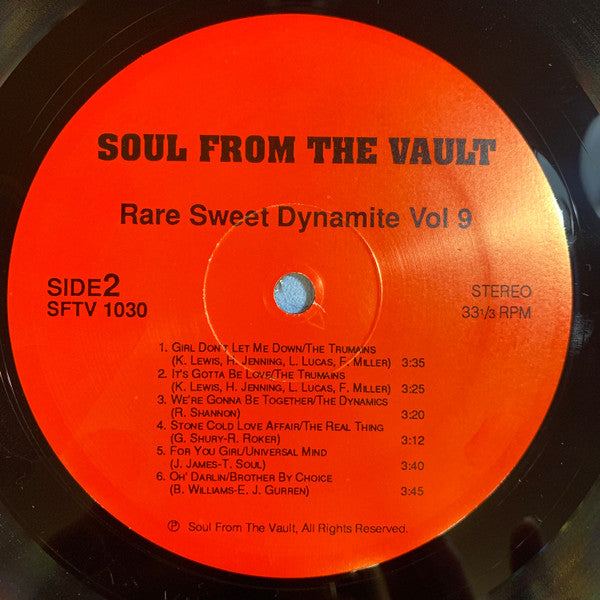 SOUL FROM THE VAULT
Rare Sweet Dynamite Vol 9
SIDE2
SFTV 1030
STEREO
33 1/3 RPM
1. GIRL DON'T LET ME DOWN/THE TRUMAINS
(K. LEWIS, H. JENNING, L. LUCAS, F. MILLER) 3:35
2. IT'S GOTTA BE LOVE/THE TRUMAINS
(K. LEWIS, H. JENNING, L. LUCAS, F. MILLER) 3:25
3. WE'RE GONNA BE TOGETHER/THE DYNAMICS
(R. SHANNON) 3:20
4. STONE COLD LOVE AFFAIR/THE REAL THING
(G. SHURY-R. ROKER) 3:12
5. FOR YOU GIRL/UNIVERSAL MIND
(J. JAMES-T. SOUL) 3:40
6. OH' DARLIN/BROTHER BY CHOICE
(B. WILLIAMS-E. J. GURREN) 3:45
℗ Soul From The Vault, All Rights Reserved.